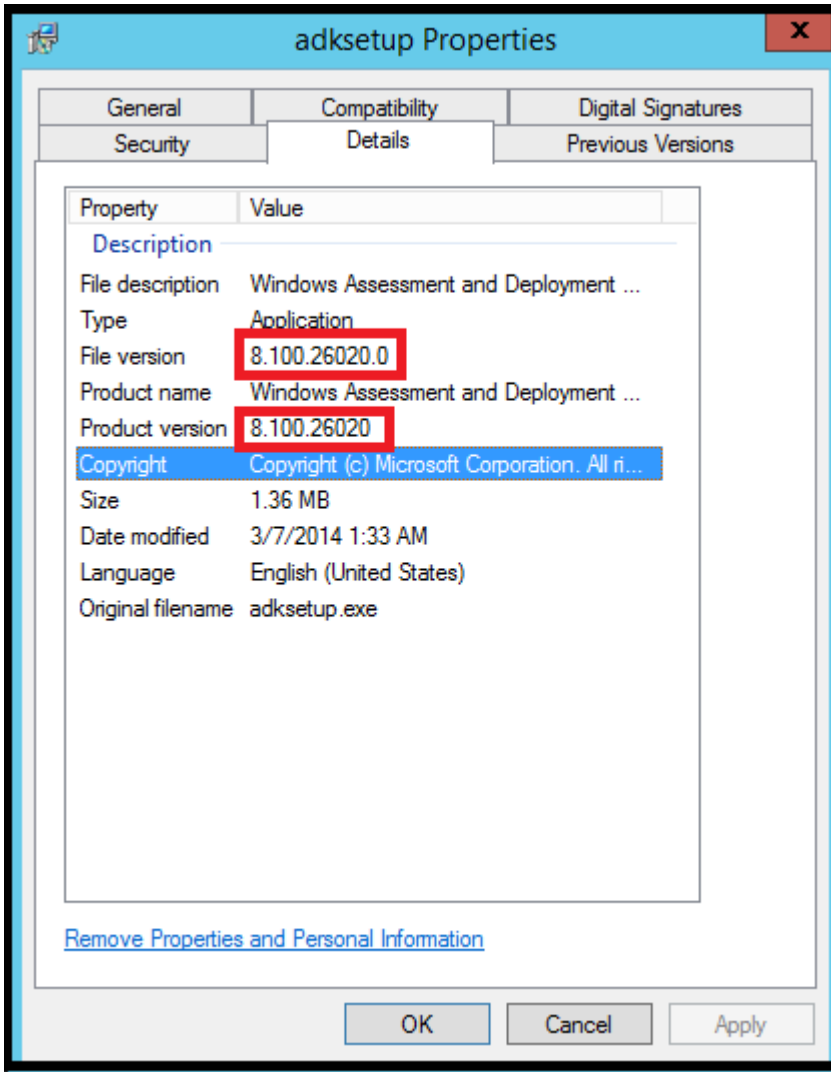 adksetup Properties
x
General Compatibility Digital Signatures
Security Details Previous Versions
Property Value
Description
File description Windows Assessment and Deployment ...
Type Application
File version 8.100.26020.0
Product name Windows Assessment and Deployment ...
Product version 8.100.26020
Copyright Copyright (c) Microsoft Corporation. All ri...
Size 1.36 MB
Date modified 3/7/2014 1:33 AM
Language English (United States)
Original filename adksetup.exe
Remove Properties and Personal Information
OK Cancel Apply